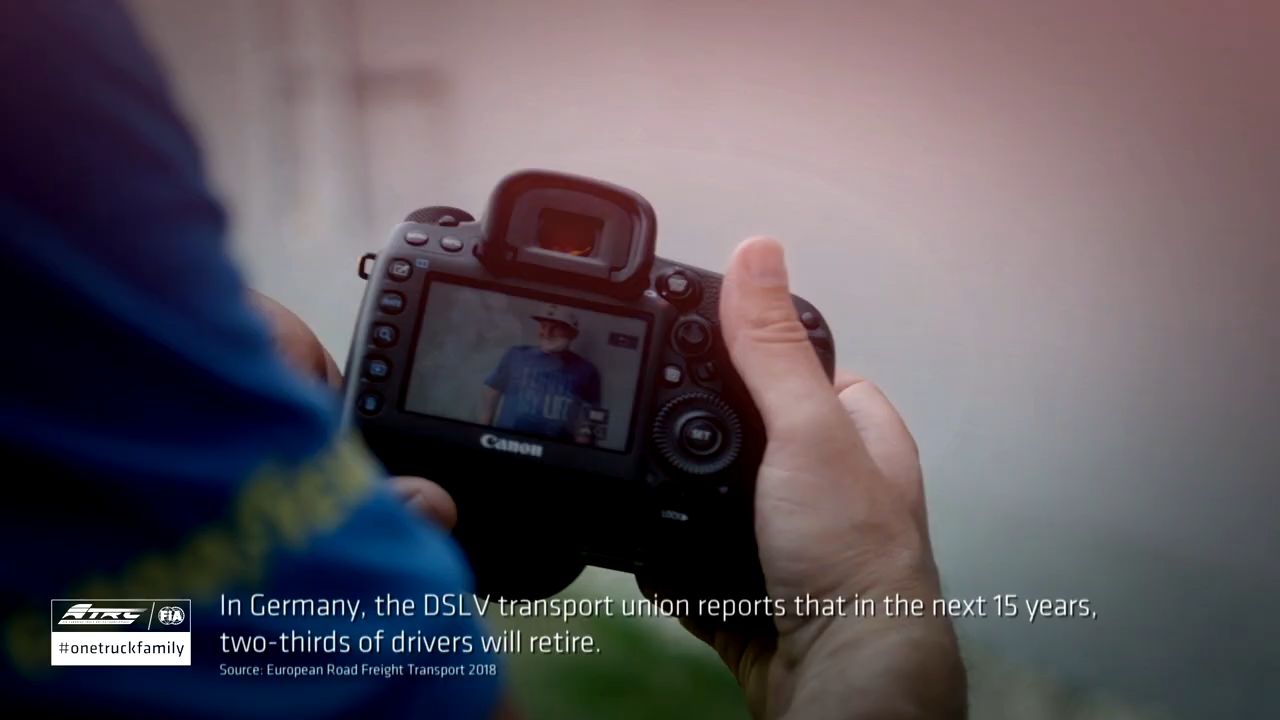 Canon
SET
LIFE
ETRC
FIA
#onetruckfamily
In Germany, the DSLV transport union reports that in the next 15 years,
two-thirds of drivers will retire.
Source: European Road Freight Transport 2018